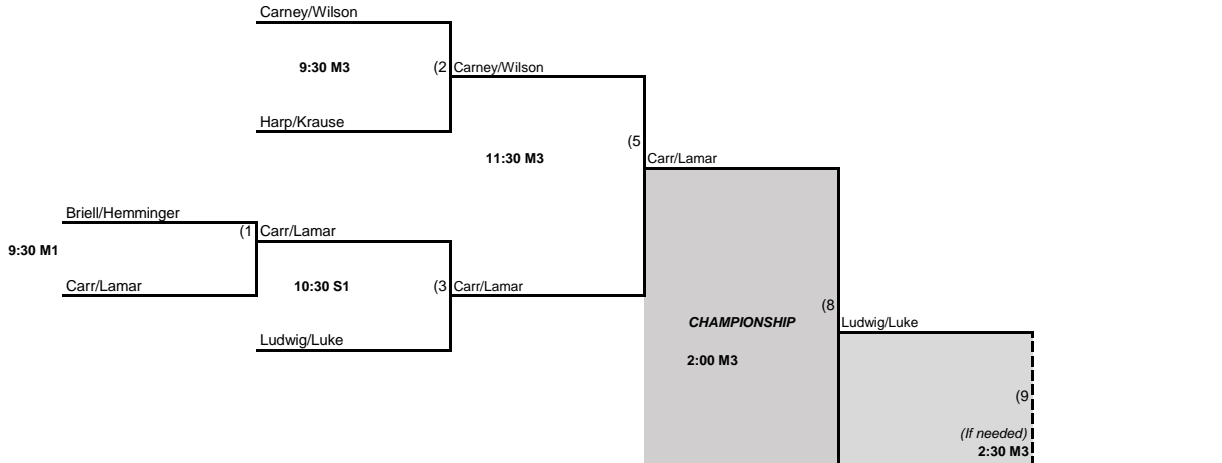 Carney/Wilson
9:30 M3
(2
Carney/Wilson
Harp/Krause
(5
11:30 M3
Carr/Lamar
Briell/Hemminger
(1
Carr/Lamar
9:30 M1
Carr/Lamar
10:30 S1
(3
Carr/Lamar
Ludwig/Luke
(8
CHAMPIONSHIP
Ludwig/Luke
2:00 M3
(9
(If needed)
2:30 M3